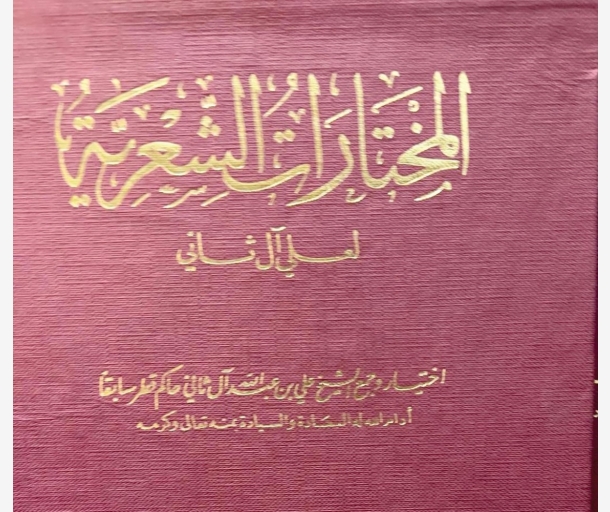 المختارات الشعرية
لعلي آل ثاني
اختيار وجمع الشيخ علي بن عبد الله آل ثاني حاكم قطر سابقاً
أدام الله له السعادة والسيادة بمنه تعالى وكرمه